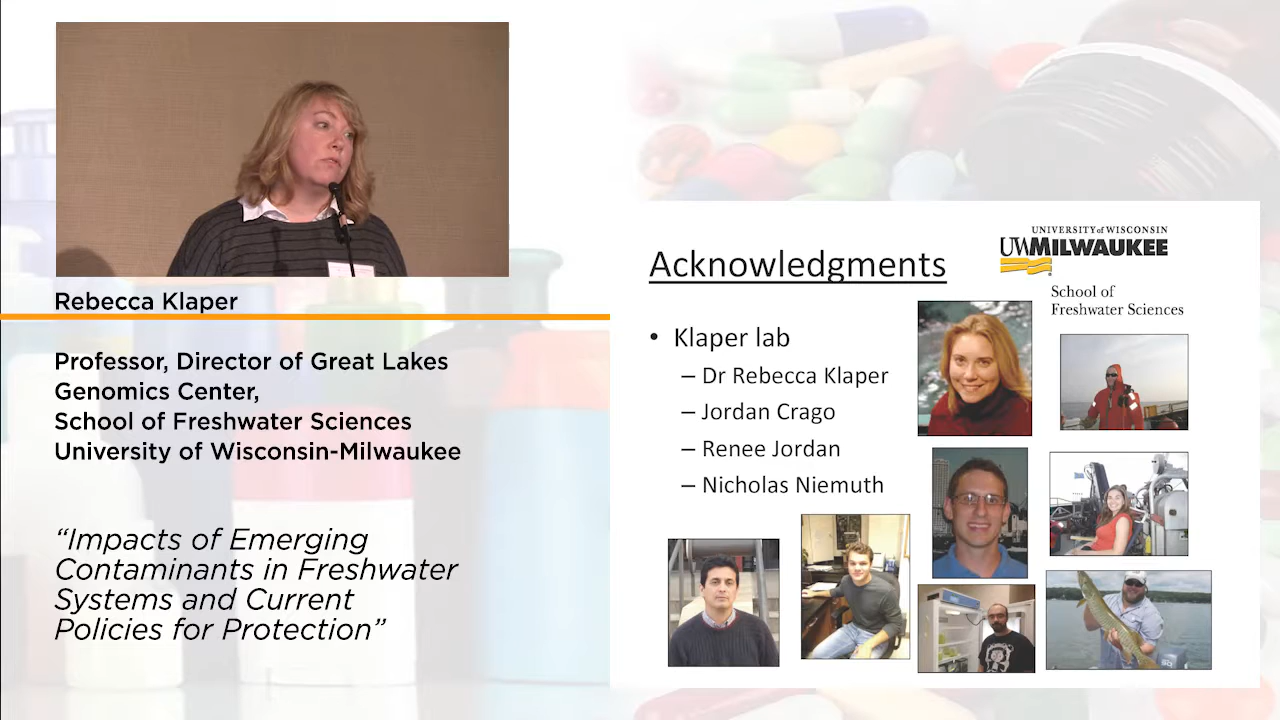 Rebecca Klaper
Professor, Director of Great Lakes
Genomics Center,
School of Freshwater Sciences
University of Wisconsin-Milwaukee
“Impacts of Emerging
Contaminants in Freshwater
Systems and Current
Policies for Protection”
Acknowledgments
UNIVERSITY of WISCONSIN
UWMILWAUKEE
School of
Freshwater Sciences
• Klaper lab
– Dr Rebecca Klaper
– Jordan Crago
– Renee Jordan
– Nicholas Niemuth